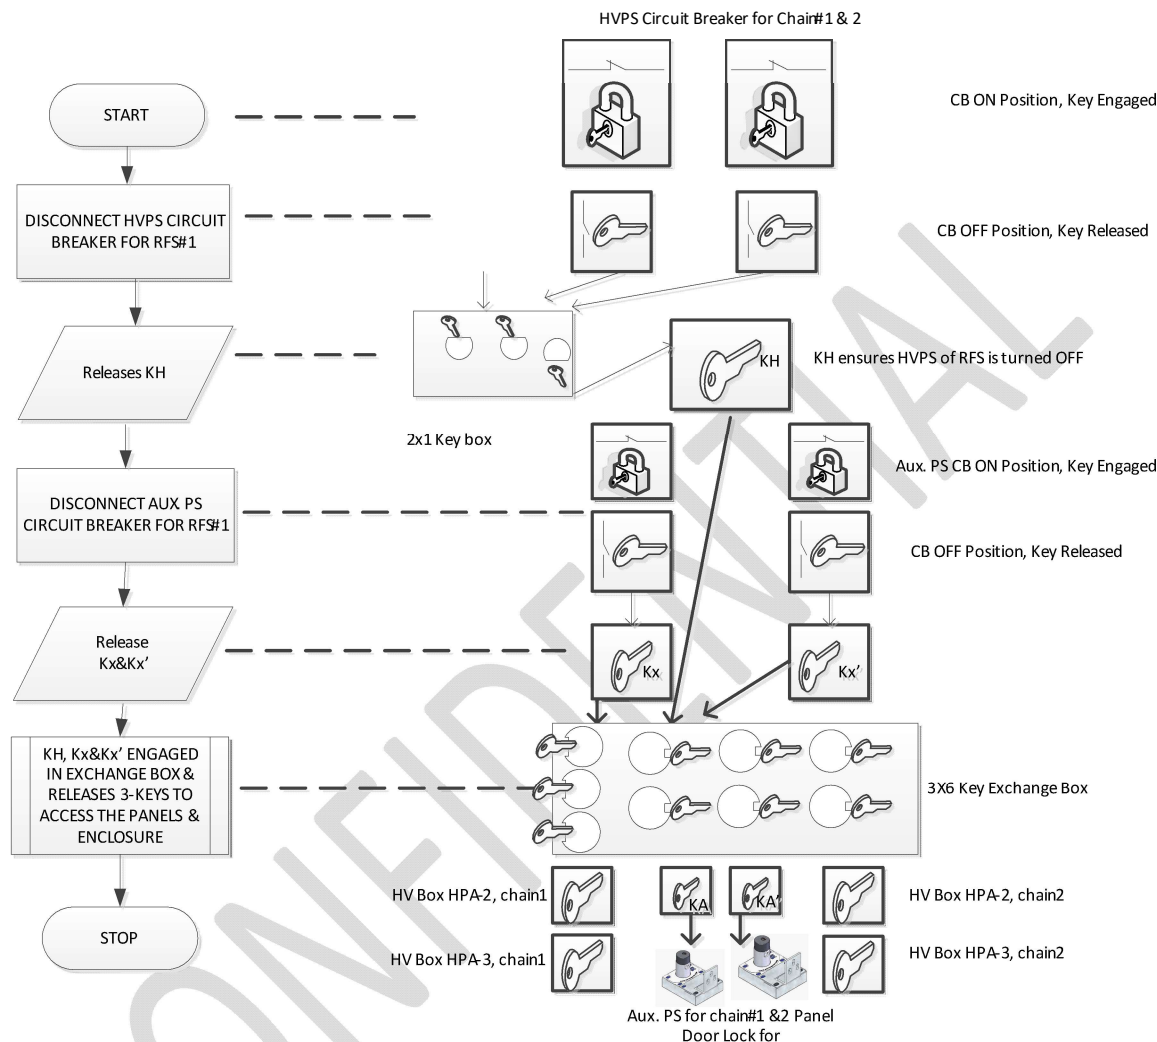 HVPS Circuit Breaker for Chain#1 & 2
START
CB ON Position, Key Engaged
DISCONNECT HVPS CIRCUIT
BREAKER FOR RFS#1
CB OFF Position, Key Released
Releases KH
KH
KH ensures HVPS of RFS is turned OFF
2x1 Key box
Aux. PS CB ON Position, Key Engaged
DISCONNECT AUX. PS
CIRCUIT BREAKER FOR RFS#1
CB OFF Position, Key Released
Release
Kx&Kx’
Kx
Kx’
KH, Kx&Kx’ ENGAGED
IN EXCHANGE BOX &
RELEASES 3-KEYS TO
ACCESS THE PANELS &
ENCLOSURE
3X6 Key Exchange Box
HV Box HPA-2, chain1
KA
KA’
HV Box HPA-2, chain2
STOP
HV Box HPA-3, chain1
HV Box HPA-3, chain2
Aux. PS for chain#1 &2 Panel
Door Lock for
CONFIDENTIAL